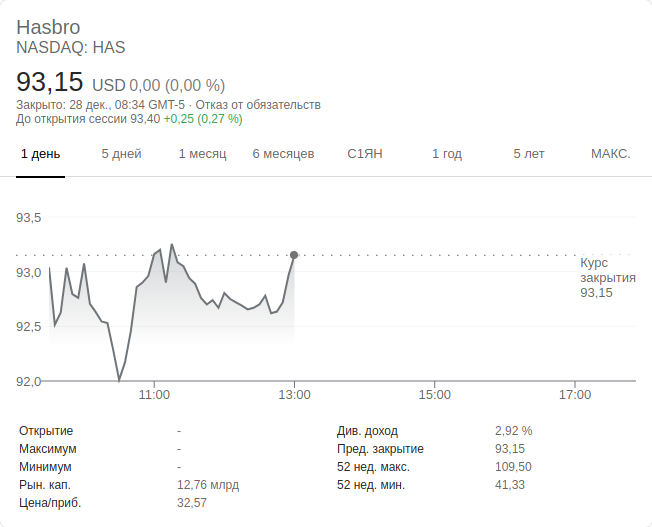 Hasbro
NASDAQ: HAS
93,15 USD 0,00 (0,00 %)
Закрыто: 28 дек., 08:34 GMT-5 · Отказ от обязательств
До открытия сессии 93,40 +0,25 (0,27 %)
1 день 5 дней 1 месяц 6 месяцев С1ЯН 1 год 5 лет МАКС.
93,5
93,0
92,5
92,0
Курс
закрытия
93,15
11:00 13:00 15:00 17:00
Открытие - Див. доход 2,92 %
Максимум - Пред. закрытие 93,15
Минимум - 52 нед. макс. 109,50
Рын. кап. 12,76 млрд 52 нед. мин. 41,33
Цена/приб. 32,57